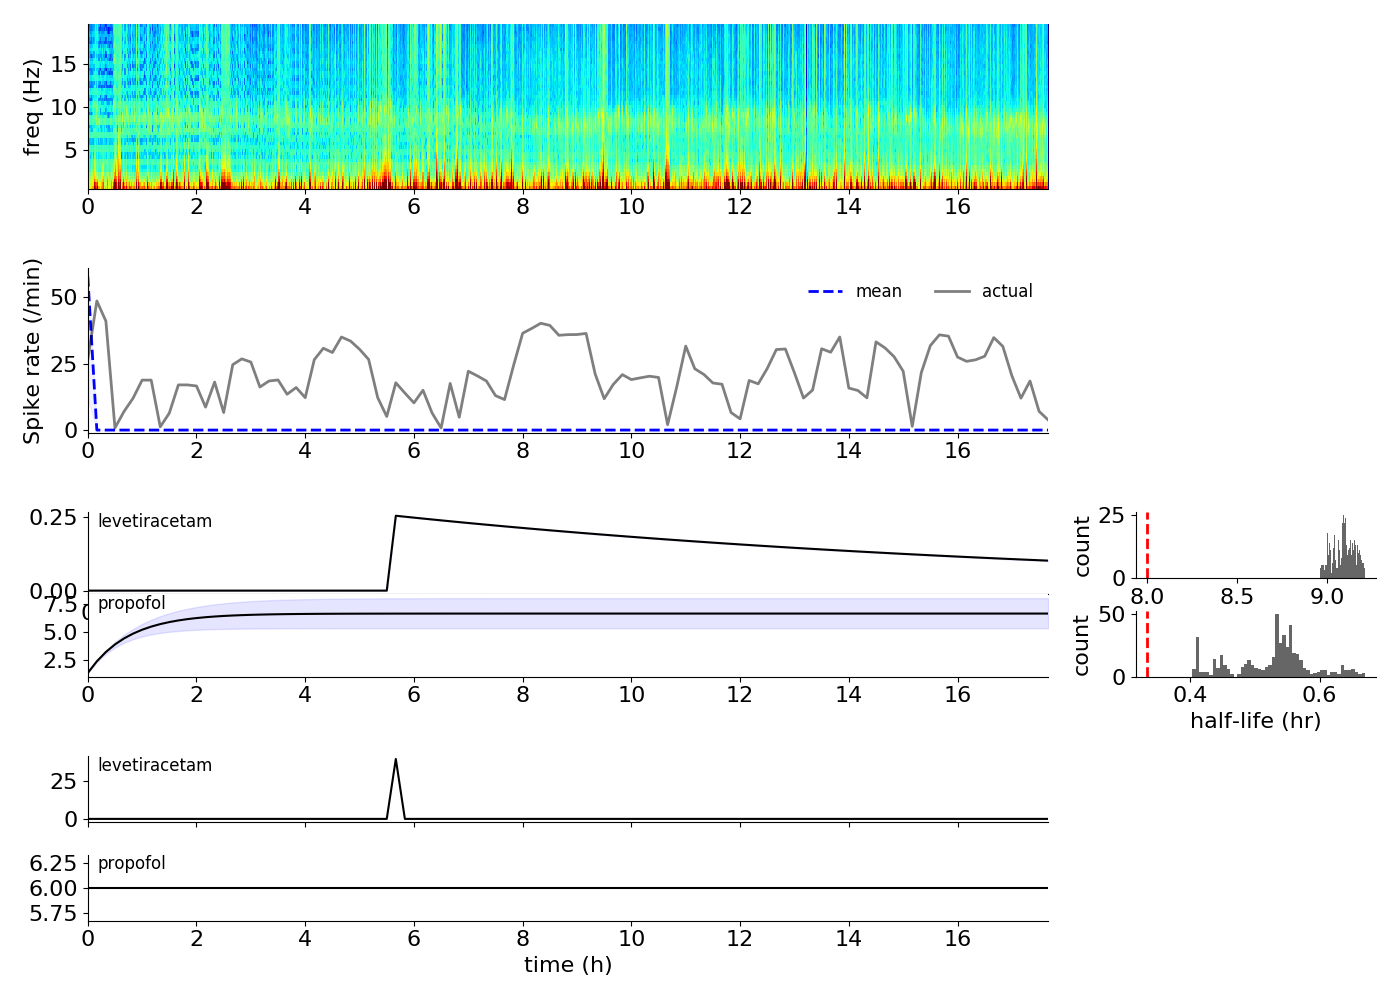 freq (Hz)
15
10
5
0 2 4 6 8 10 12 14 16
Spike rate (/min)
50
25
0
mean actual
0 2 4 6 8 10 12 14 16
0.25
0.00
levetiracetam
count
25
0
8.0 8.5 9.0
0
7.5
5.0
2.5
propofol
0 2 4 6 8 10 12 14 16
count
50
0
0.4 0.6
half-life (hr)
25
0
levetiracetam
6.25
6.00
5.75
propofol
0 2 4 6 8 10 12 14 16
time (h)